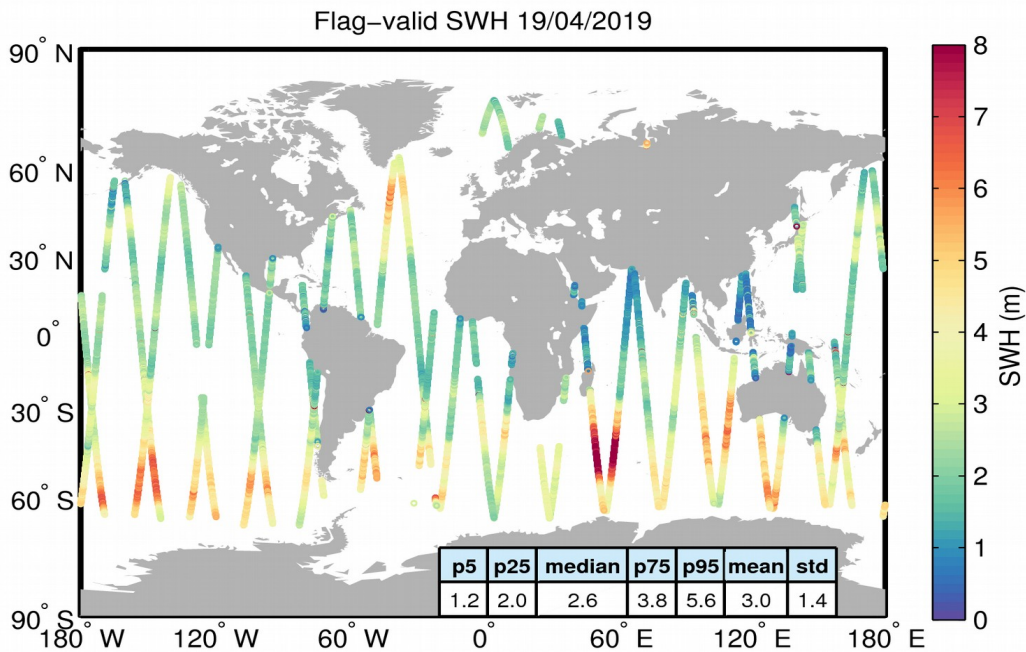 Flag−valid SWH 19/04/2019
90° N
60° N
30° N
0°
30° S
60° S
90° S
180° W
120° W
60° W
0°
60° E
120° E
180° E
8
7
6
5
4
3
2
1
0
SWH (m)
p5 p25 median p75 p95 mean std
1.2 2.0 2.6 3.8 5.6 3.0 1.4